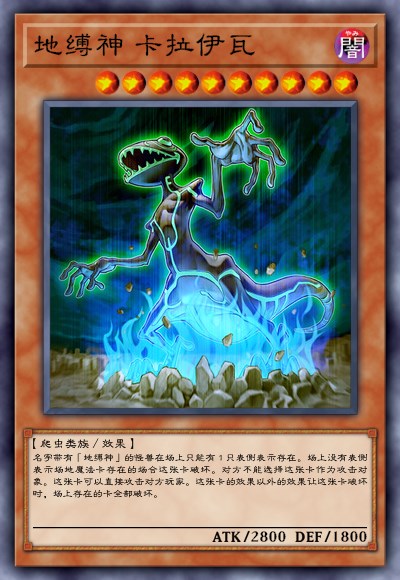 地缚神 卡拉伊瓦
やみ
闇
【爬虫类族／效果】
名字带有「地缚神」的怪兽在场上只能有1只表侧表示存在。场上没有表侧
表示场地魔法卡存在的场合这张卡破坏。对方不能选择这张卡作为攻击对
象。这张卡可以直接攻击对方玩家。这张卡的效果以外的效果让这张卡破坏
时，场上存在的卡全部破坏。
ATK/2800 DEF/1800